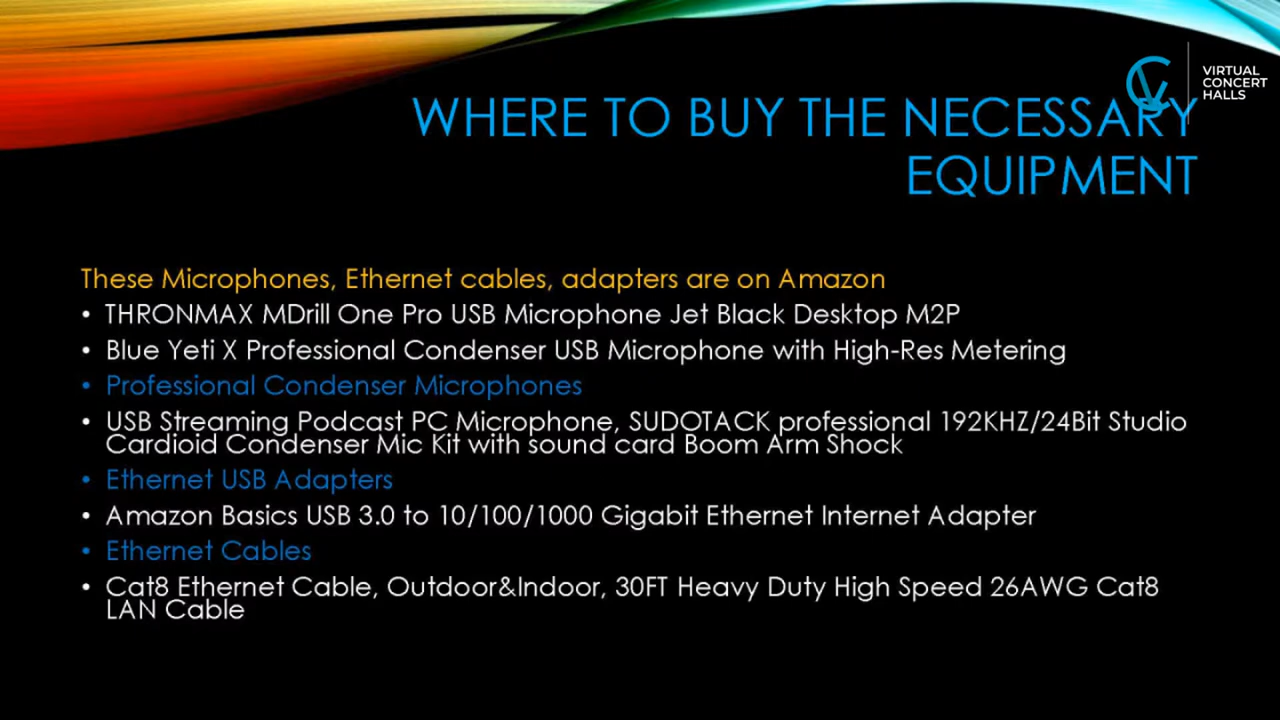 VIRTUAL
CONCERT
HALLS
WHERE TO BUY THE NECESSARY
EQUIPMENT
These Microphones, Ethernet cables, adapters are on Amazon
• THRONMAX MDrill One Pro USB Microphone Jet Black Desktop M2P
• Blue Yeti X Professional Condenser USB Microphone with High-Res Metering
• Professional Condenser Microphones
• USB Streaming Podcast PC Microphone, SUDOTACK professional 192KHZ/24Bit Studio
Cardioid Condenser Mic Kit with sound card Boom Arm Shock
• Ethernet USB Adapters
• Amazon Basics USB 3.0 to 10/100/1000 Gigabit Ethernet Internet Adapter
• Ethernet Cables
• Cat8 Ethernet Cable, Outdoor&Indoor, 30FT Heavy Duty High Speed 26AWG Cat8
LAN Cable